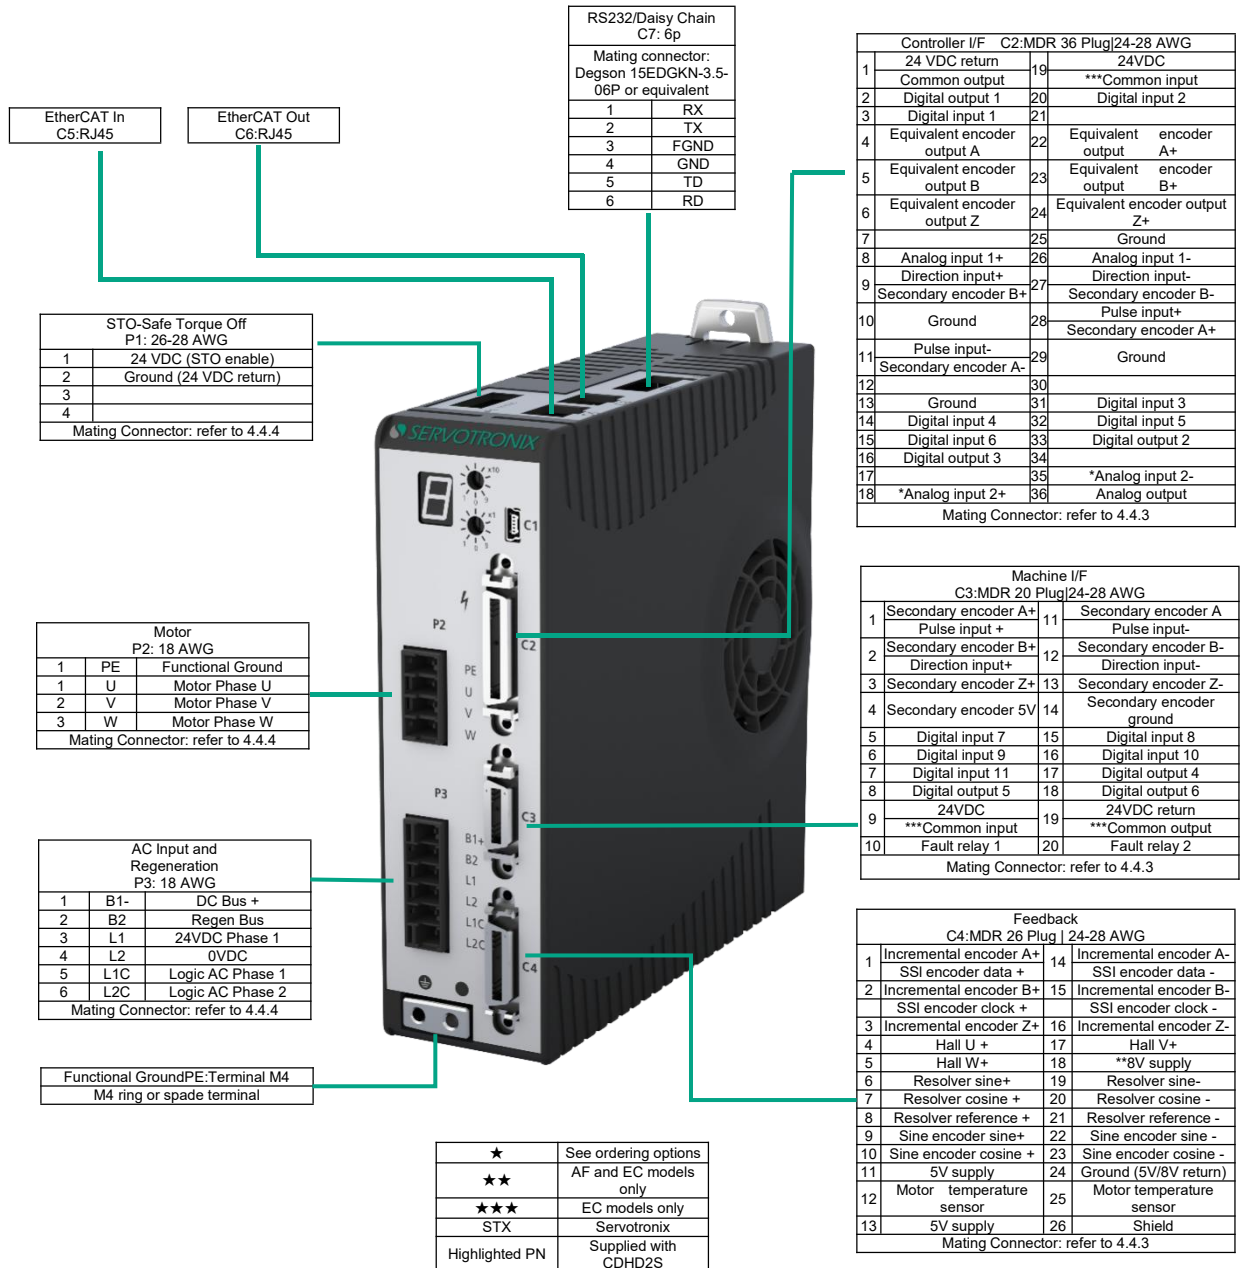 RS232/Daisy Chain
C7: 6p
Mating connector:
Degson 15EDGKN-3.5-
06P or equivalent
1 RX
2 TX
3 FGND
4 GND
5 TD
6 RD
EtherCAT In
C5:RJ45
EtherCAT Out
C6:RJ45
STO-Safe Torque Off
P1: 26-28 AWG
1 24 VDC (STO enable)
2 Ground (24 VDC return)
3
4
Mating Connector: refer to 4.4.4
Motor
P2: 18 AWG
1 PE Functional Ground
1 U Motor Phase U
2 V Motor Phase V
3 W Motor Phase W
Mating Connector: refer to 4.4.4
AC Input and
Regeneration
P3: 18 AWG
1 B1- DC Bus +
2 B2 Regen Bus
3 L1 24VDC Phase 1
4 L2 0VDC
5 L1C Logic AC Phase 1
6 L2C Logic AC Phase 2
Mating Connector: refer to 4.4.4
Functional GroundPE:Terminal M4
M4 ring or spade terminal
SERVOTRONIX
x10
1 0 9
x1
1 0 9
C1
P2
C2
PE
U
V
W
P3
C3
B1+
B2
L1
L2
L1C
L2C
C4
Controller I/F C2:MDR 36 Plug|24-28 AWG
1 24 VDC return 19 24VDC
Common output ***Common input
2 Digital output 1 20 Digital input 2
3 Digital input 1 21
4 Equivalent encoder output A 22 Equivalent encoder output A+
5 Equivalent encoder output B 23 Equivalent encoder output B+
6 Equivalent encoder output Z 24 Equivalent encoder output Z+
7 25 Ground
8 Analog input 1+ 26 Analog input 1-
9 Direction input+ 27 Direction input-
Secondary encoder B+ Secondary encoder B-
10 Ground 28 Pulse input+
Secondary encoder A+
11 Pulse input- 29 Ground
Secondary encoder A-
12 30
13 Ground 31 Digital input 3
14 Digital input 4 32 Digital input 5
15 Digital input 6 33 Digital output 2
16 Digital output 3 34
17 35 *Analog input 2-
18 *Analog input 2+ 36 Analog output
Mating Connector: refer to 4.4.3
Machine I/F
C3:MDR 20 Plug|24-28 AWG
1 Secondary encoder A+ 11 Secondary encoder A
Pulse input + Pulse input-
2 Secondary encoder B+ 12 Secondary encoder B-
Direction input+ Direction input-
3 Secondary encoder Z+ 13 Secondary encoder Z-
4 Secondary encoder 5V 14 Secondary encoder ground
5 Digital input 7 15 Digital input 8
6 Digital input 9 16 Digital input 10
7 Digital input 11 17 Digital output 4
8 Digital output 5 18 Digital output 6
9 24VDC 19 24VDC return
***Common input ***Common output
10 Fault relay 1 20 Fault relay 2
Mating Connector: refer to 4.4.3
Feedback
C4:MDR 26 Plug | 24-28 AWG
1 Incremental encoder A+ 14 Incremental encoder A-
SSI encoder data + SSI encoder data -
2 Incremental encoder B+ 15 Incremental encoder B-
SSI encoder clock + SSI encoder clock -
3 Incremental encoder Z+ 16 Incremental encoder Z-
4 Hall U + 17 Hall V+
5 Hall W+ 18 **8V supply
6 Resolver sine+ 19 Resolver sine-
7 Resolver cosine + 20 Resolver cosine -
8 Resolver reference + 21 Resolver reference -
9 Sine encoder sine+ 22 Sine encoder sine -
10 Sine encoder cosine + 23 Sine encoder cosine -
11 5V supply 24 Ground (5V/8V return)
12 Motor temperature sensor 25 Motor temperature sensor
13 5V supply 26 Shield
Mating Connector: refer to 4.4.3
★ See ordering options
★★ AF and EC models only
★★★ EC models only
STX Servotronix
Highlighted PN Supplied with CDHD2S